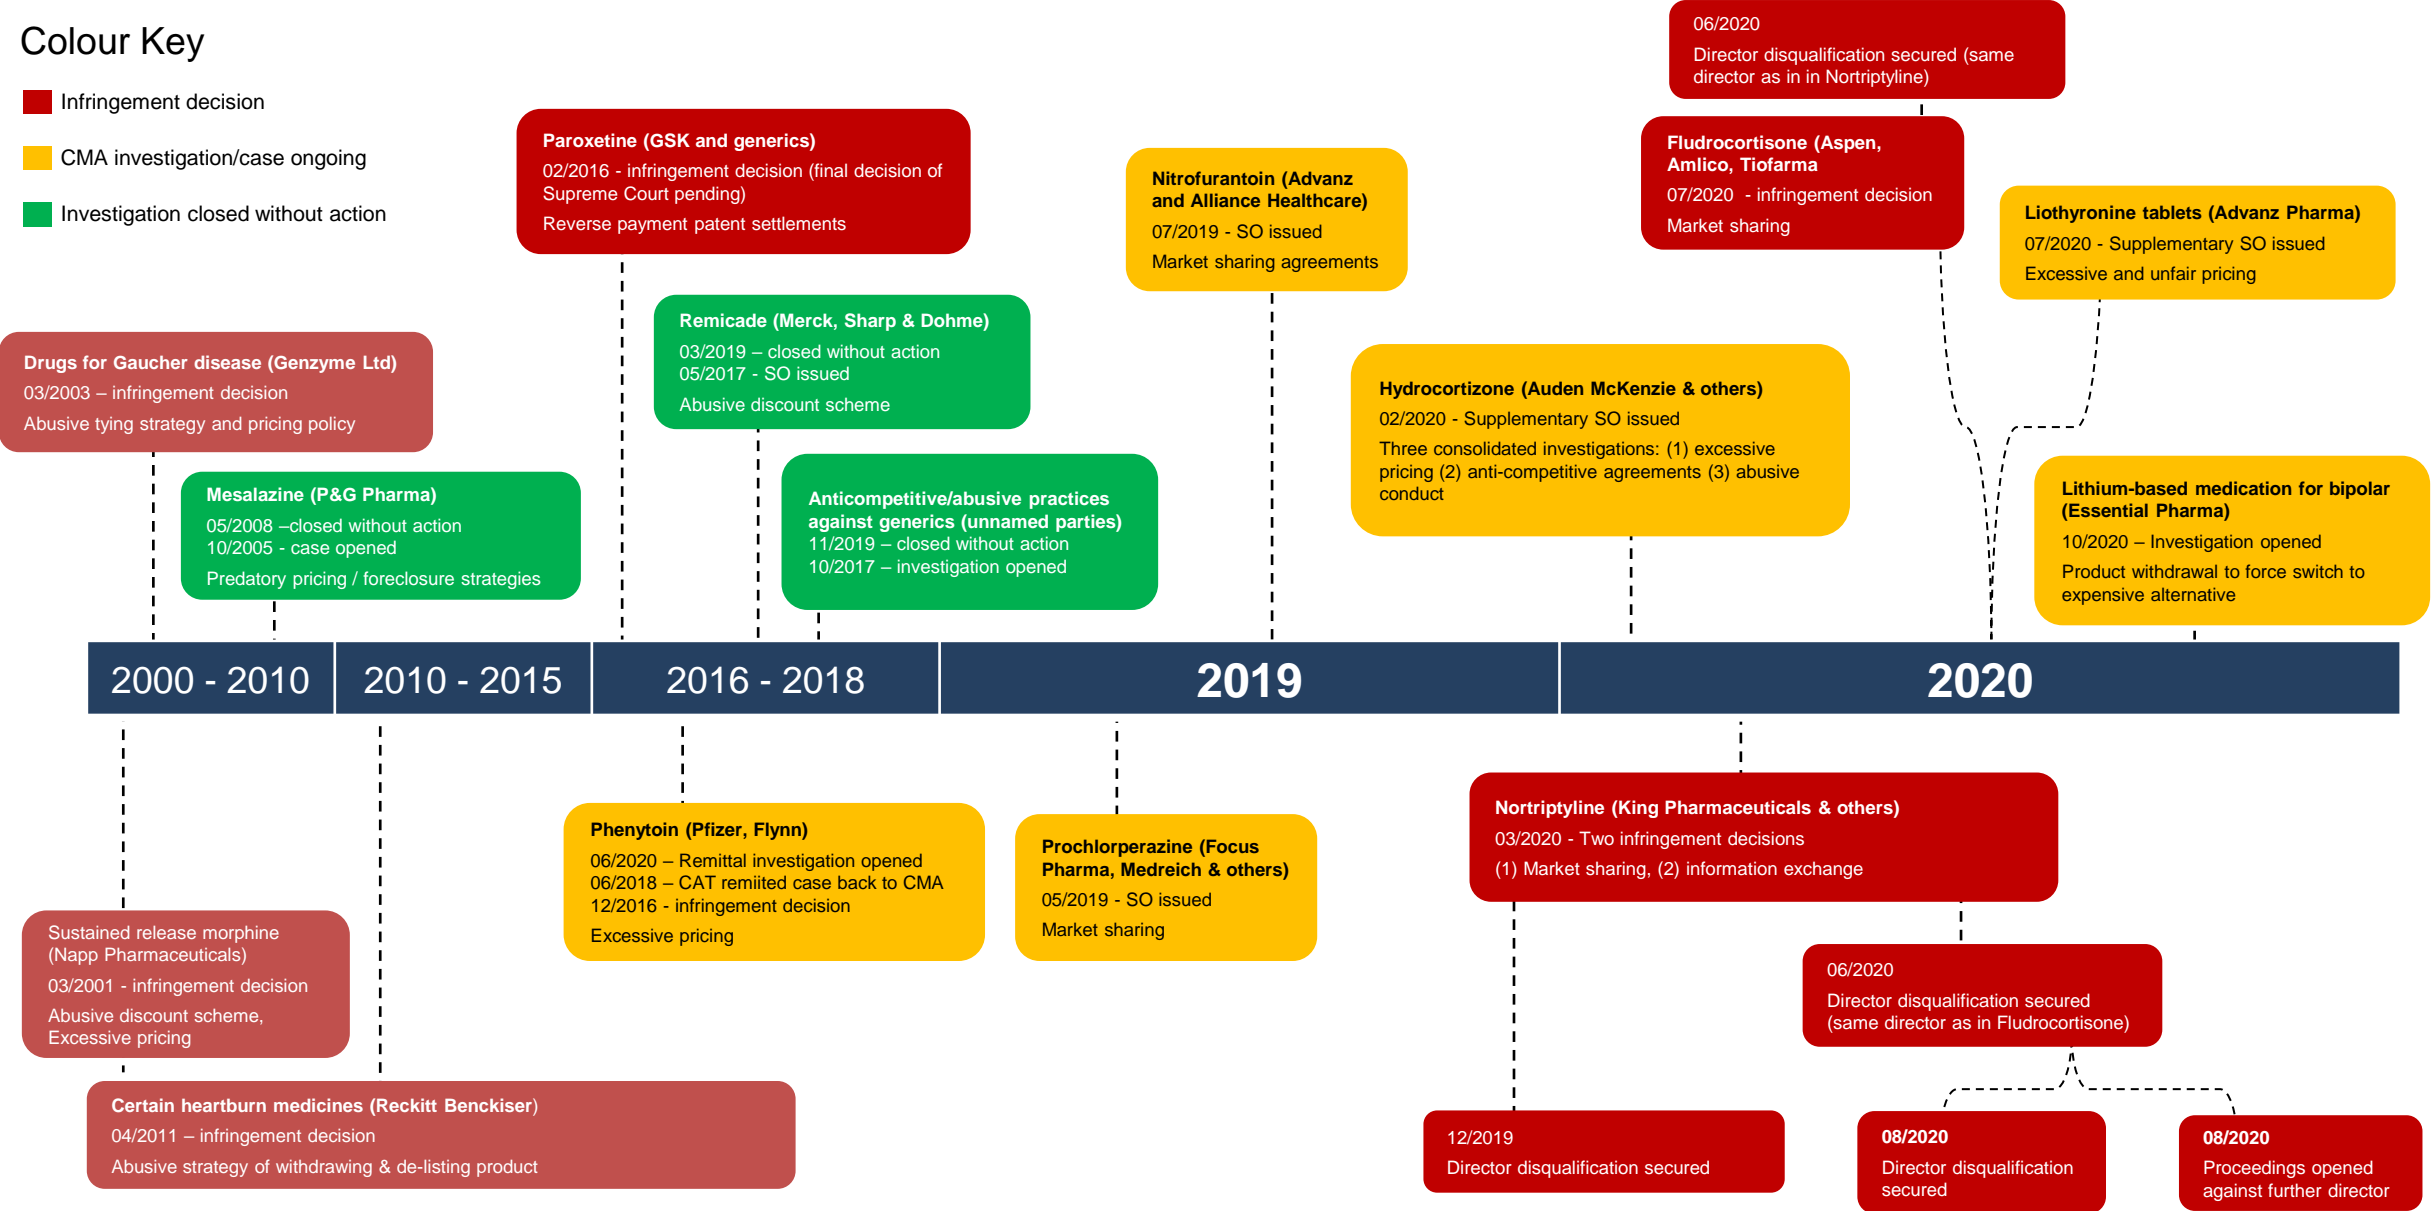 Colour Key
Infringement decision
CMA investigation/case ongoing
Investigation closed without action
06/2020
Director disqualification secured (same
director as in in Nortriptyline)
Paroxetine (GSK and generics)
02/2016 - infringement decision (final decision of
Supreme Court pending)
Reverse payment patent settlements
Nitrofurantoin (Advanz
and Alliance Healthcare)
07/2019 - SO issued
Market sharing agreements
Fludrocortisone (Aspen,
Amlico, Tiofarma
07/2020  - infringement decision
Market sharing
Liothyronine tablets (Advanz Pharma)
07/2020 - Supplementary SO issued
Excessive and unfair pricing
Remicade (Merck, Sharp & Dohme)
03/2019 – closed without action
05/2017 - SO issued
Abusive discount scheme
Drugs for Gaucher disease (Genzyme Ltd)
03/2003 – infringement decision
Abusive tying strategy and pricing policy
Hydrocortizone (Auden McKenzie & others)
02/2020 - Supplementary SO issued
Three consolidated investigations: (1) excessive
pricing (2) anti-competitive agreements (3) abusive
conduct
Mesalazine (P&G Pharma)
05/2008 –closed without action
10/2005 - case opened
Predatory pricing / foreclosure strategies
Anticompetitive/abusive practices
against generics (unnamed parties)
11/2019 – closed without action
10/2017 – investigation opened
Lithium-based medication for bipolar
(Essential Pharma)
10/2020 – Investigation opened
Product withdrawal to force switch to
expensive alternative
2000 - 2010
2010 - 2015
2016 - 2018
2019
2020
Phenytoin (Pfizer, Flynn)
06/2020 – Remittal investigation opened
06/2018 – CAT remiited case back to CMA
12/2016 - infringement decision
Excessive pricing
Prochlorperazine (Focus
Pharma, Medreich & others)
05/2019 - SO issued
Market sharing
Nortriptyline (King Pharmaceuticals & others)
03/2020 - Two infringement decisions
(1) Market sharing, (2) information exchange
Sustained release morphine
(Napp Pharmaceuticals)
03/2001 - infringement decision
Abusive discount scheme,
Excessive pricing
06/2020
Director disqualification secured
(same director as in Fludrocortisone)
Certain heartburn medicines (Reckitt Benckiser)
04/2011 – infringement decision
Abusive strategy of withdrawing & de-listing product
12/2019
Director disqualification secured
08/2020
Director disqualification
secured
08/2020
Proceedings opened
against further director